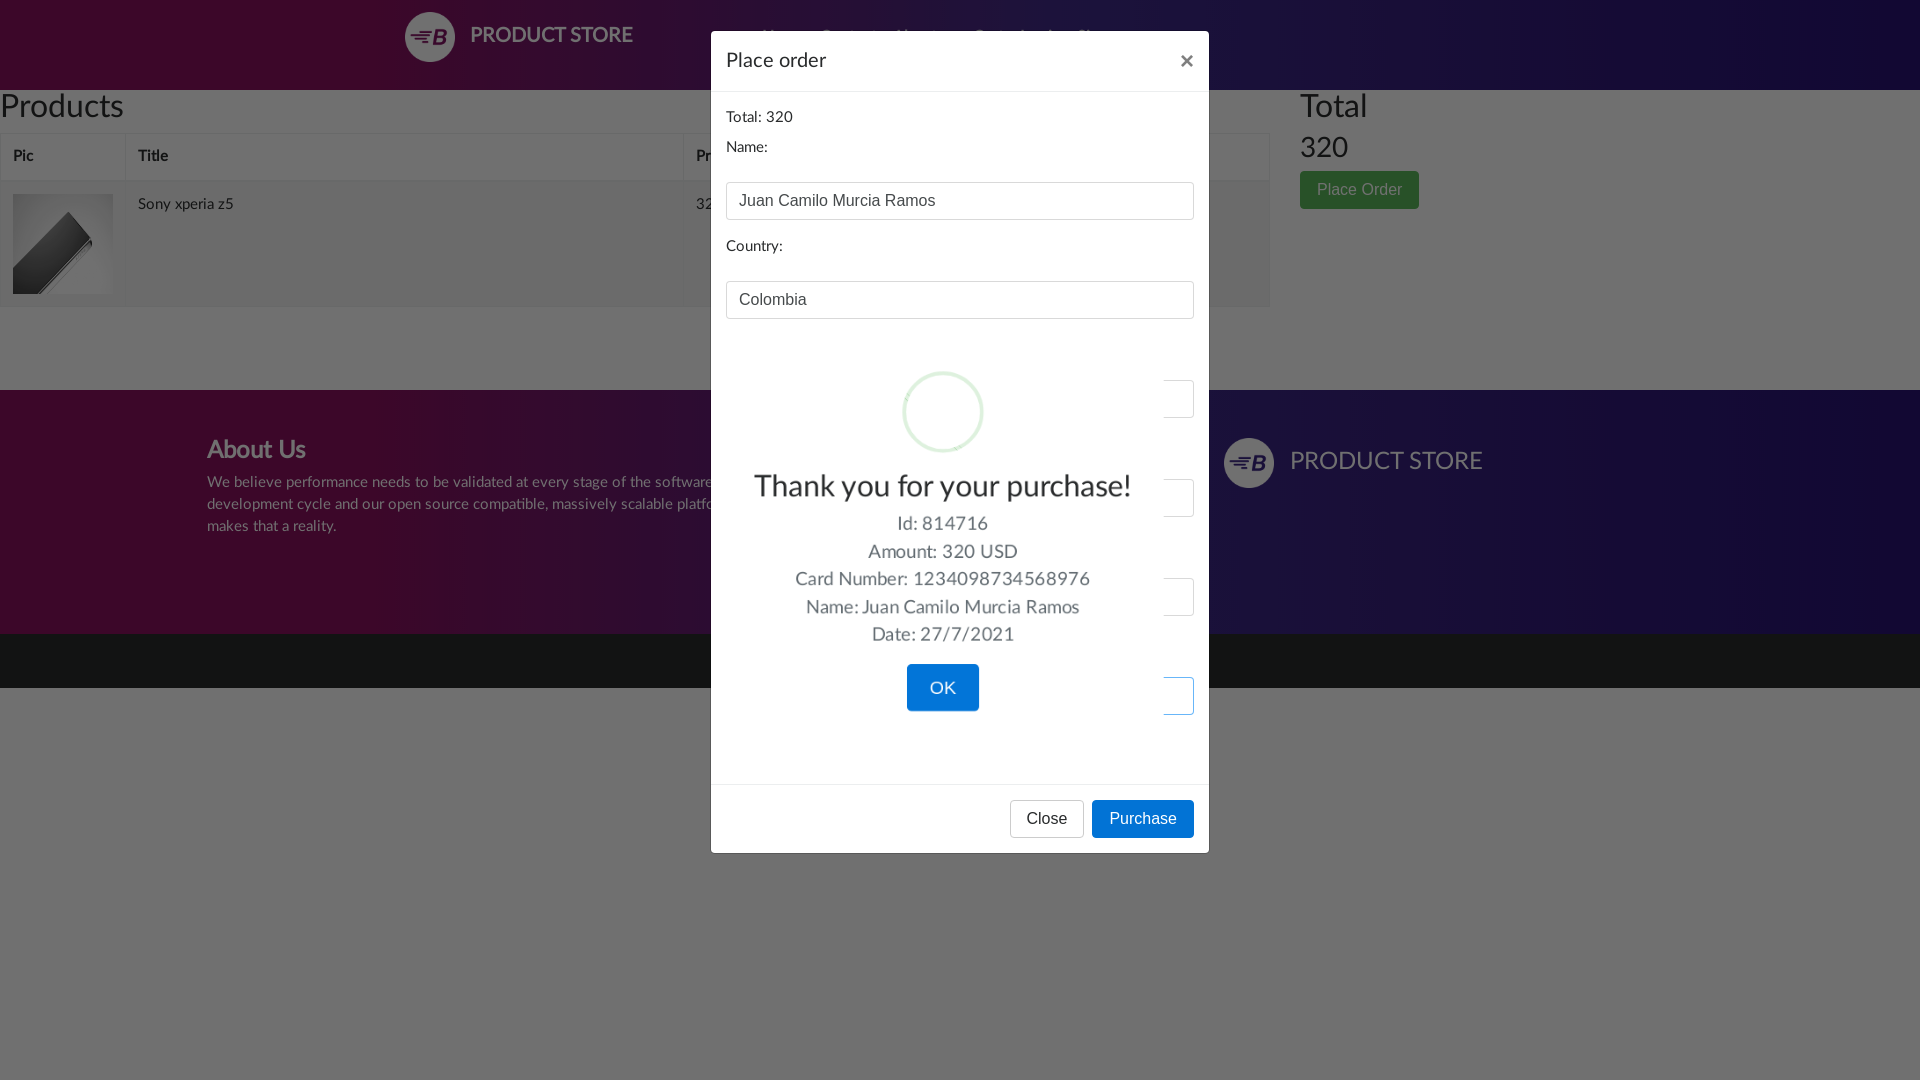 PRODUCT STORE
Place order
×
Products
Total
Total: 320
320
Name:
Pic
Title
Place Order
Juan Camilo Murcia Ramos
Sony xperia z5
Country:
Colombia
About Us
We believe performance needs to be validated at every stage of the software
development cycle and our open source compatible, massively scalable
makes that a reality.
PRODUCT STORE
Thank you for your purchase!
Id: 814716
Amount: 320 USD
Card Number: 1234098734568976
Name: Juan Camilo Murcia Ramos
Date: 27/7/2021
OK
Close
Purchase